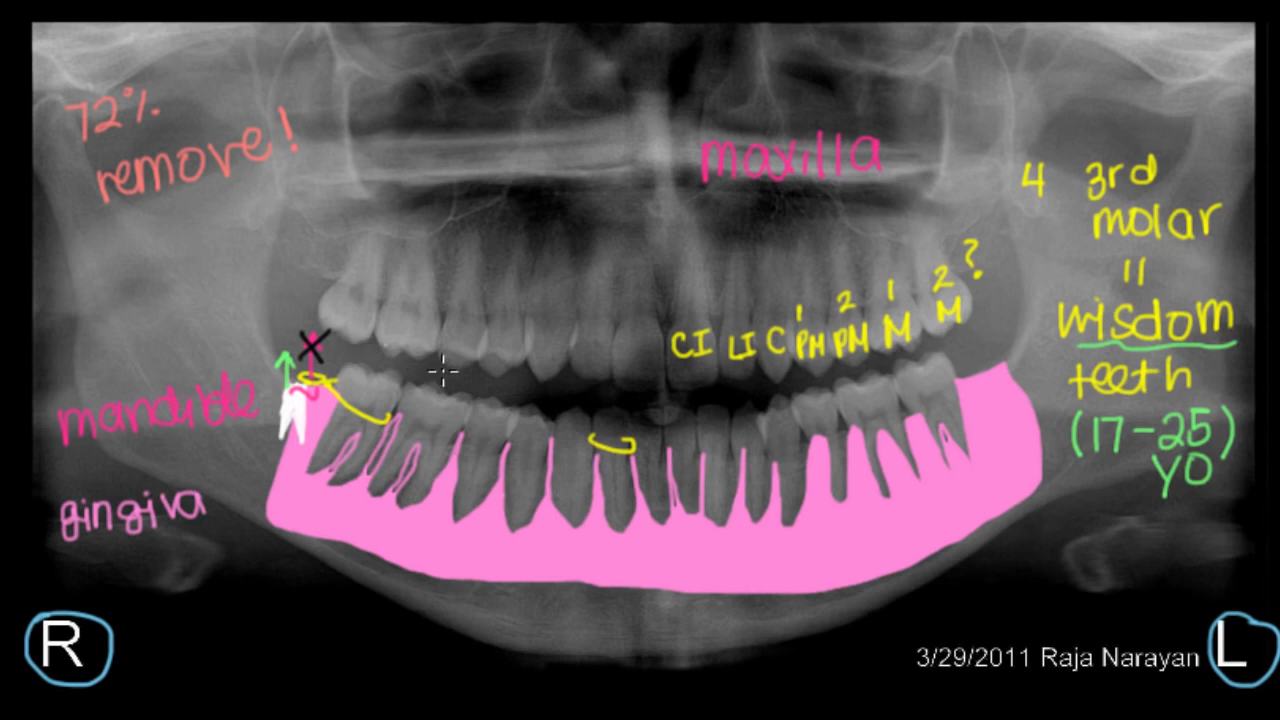 72%
remove!
maxilla
4 3rd
molar
=
wisdom
teeth
(17-25)
YO
?
1 2 1 2
CI LI C PM PM M M
mandible
gingiva
R
3/29/2011 Raja Narayan
L